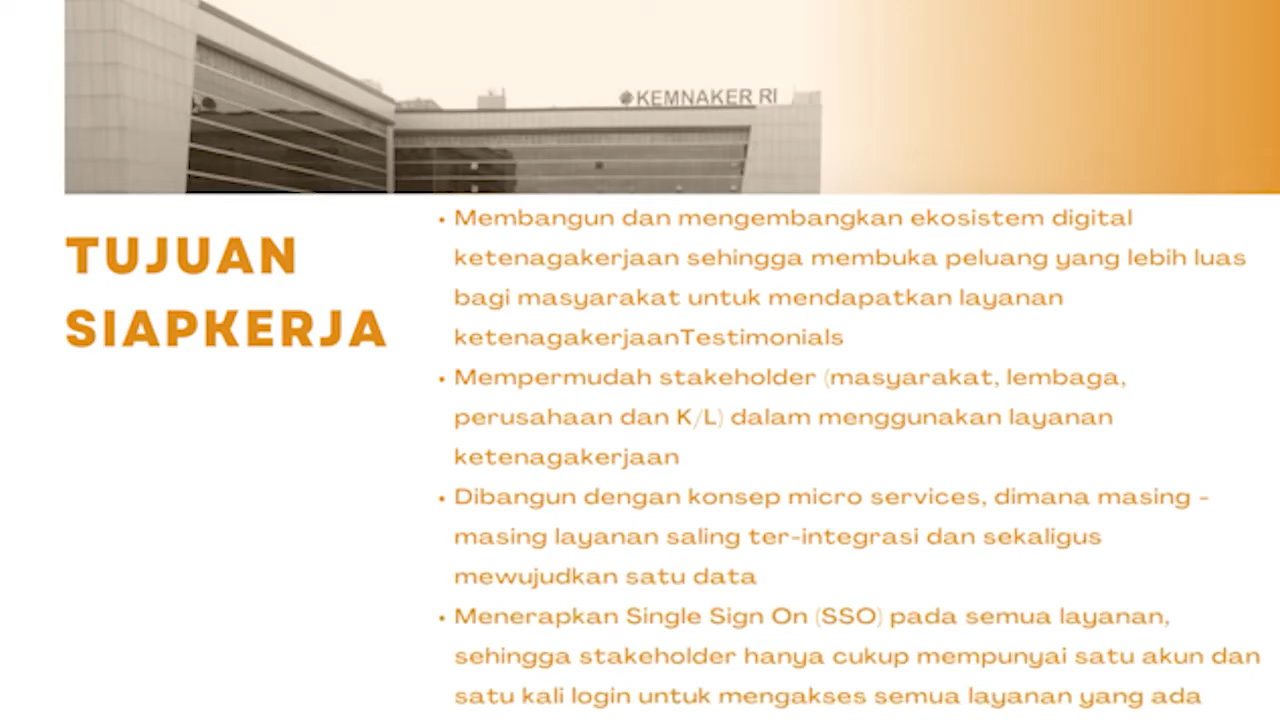 KEMNAKER RI
TUJUAN
SIAPKERJA
• Membangun dan mengembangkan ekosistem digital
ketenagakerjaan sehingga membuka peluang yang lebih luas
bagi masyarakat untuk mendapatkan layanan
ketenagakerjaanTestimonials
• Mempermudah stakeholder (masyarakat, lembaga,
perusahaan dan K/L) dalam menggunakan layanan
ketenagakerjaan
• Dibangun dengan konsep micro services, dimana masing -
masing layanan saling ter-integrasi dan sekaligus
mewujudkan satu data
• Menerapkan Single Sign On (SSO) pada semua layanan,
sehingga stakeholder hanya cukup mempunyai satu akun dan
satu kali login untuk mengakses semua layanan yang ada